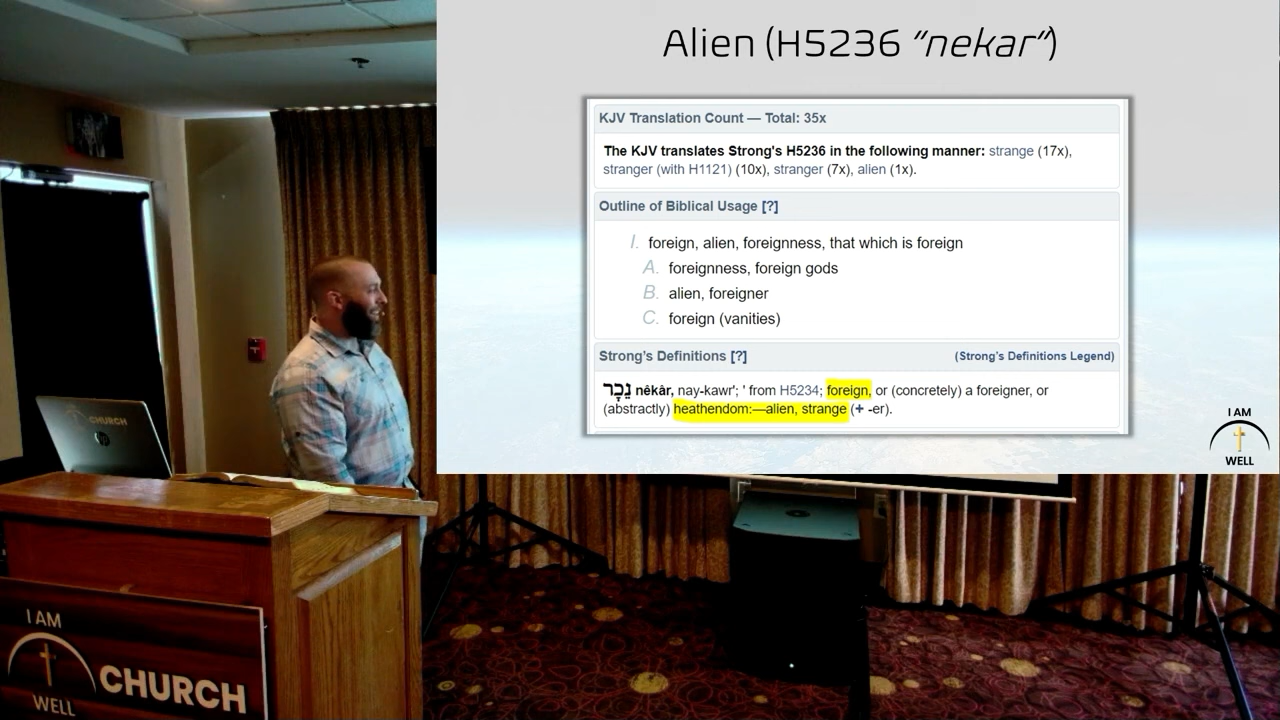 Alien (H5236 "nekar")
KJV Translation Count — Total: 35x
The KJV translates Strong's H5236 in the following manner: strange (17x),
stranger (with H1121) (10x), stranger (7x), alien (1x).
Outline of Biblical Usage [?]
I. foreign, alien, foreignness, that which is foreign
A. foreignness, foreign gods
B. alien, foreigner
C. foreign (vanities)
Strong's Definitions [?] (Strong's Definitions Legend)
נֵכָר nêkâr, nay-kawr'; ' from H5234; foreign, or (concretely) a foreigner, or
(abstractly) heathendom:—alien, strange (+ -er).
I AM
WELL
CHURCH
hp
I AM
WELL
CHURCH